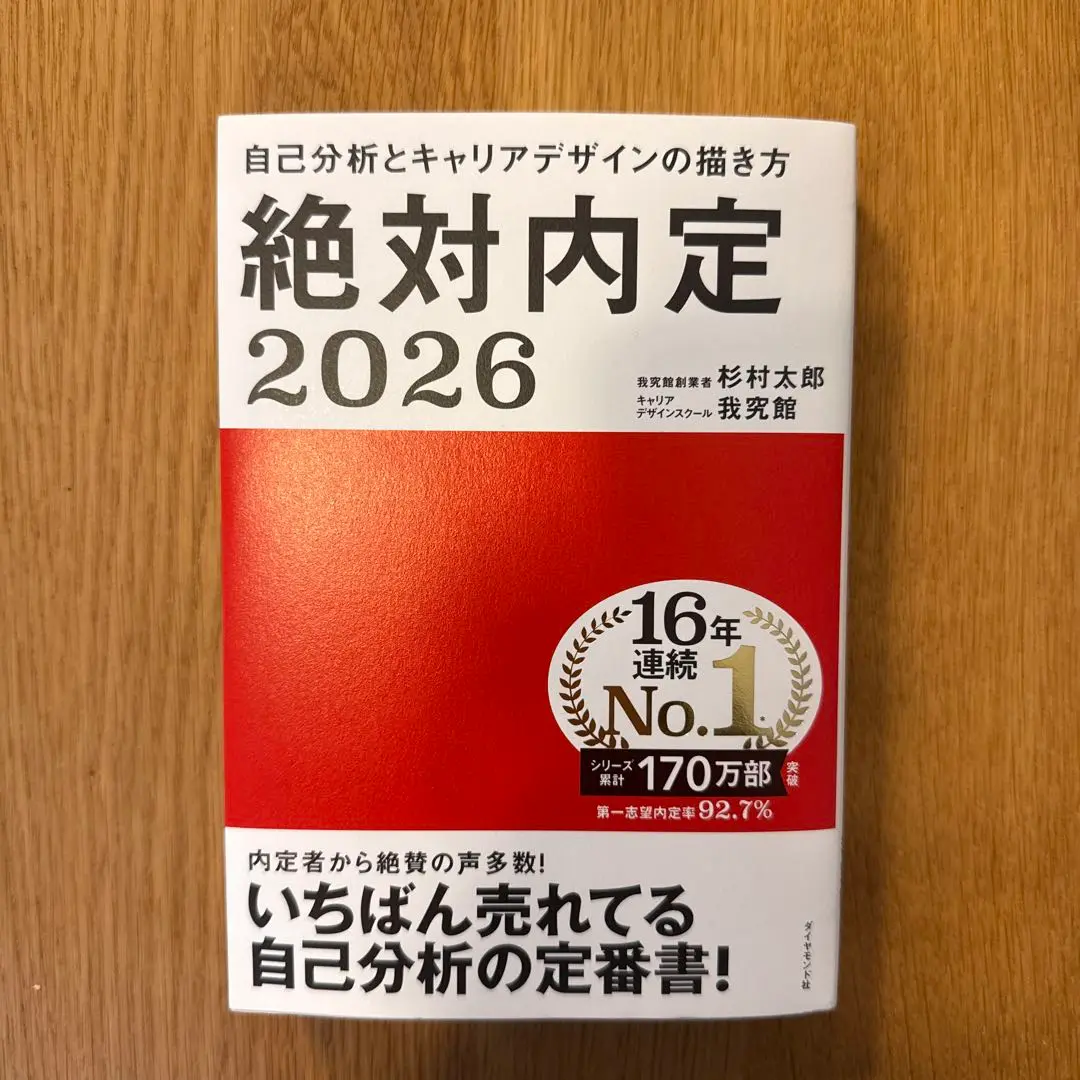 自己分析とキャリアデザインの描き方
絶対内定
2026
我究館創業者 杉村太郎
キャリア
デザインスクール 我究館
16年
連続
No.1*
シリーズ
累計 170万部 突破
第一志望内定率 92.7%
内定者から絶賛の声多数!
いちばん売れてる
自己分析の定番書!
ダイヤモンド社